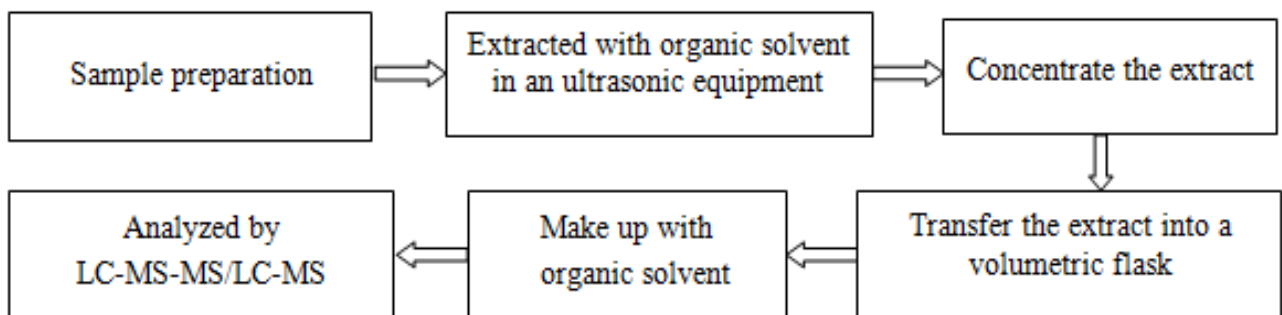 Sample preparation
Extracted with organic solvent
in an ultrasonic equipment
Concentrate the extract
Transfer the extract into a
volumetric flask
Make up with
organic solvent
Analyzed by
LC-MS-MS/LC-MS